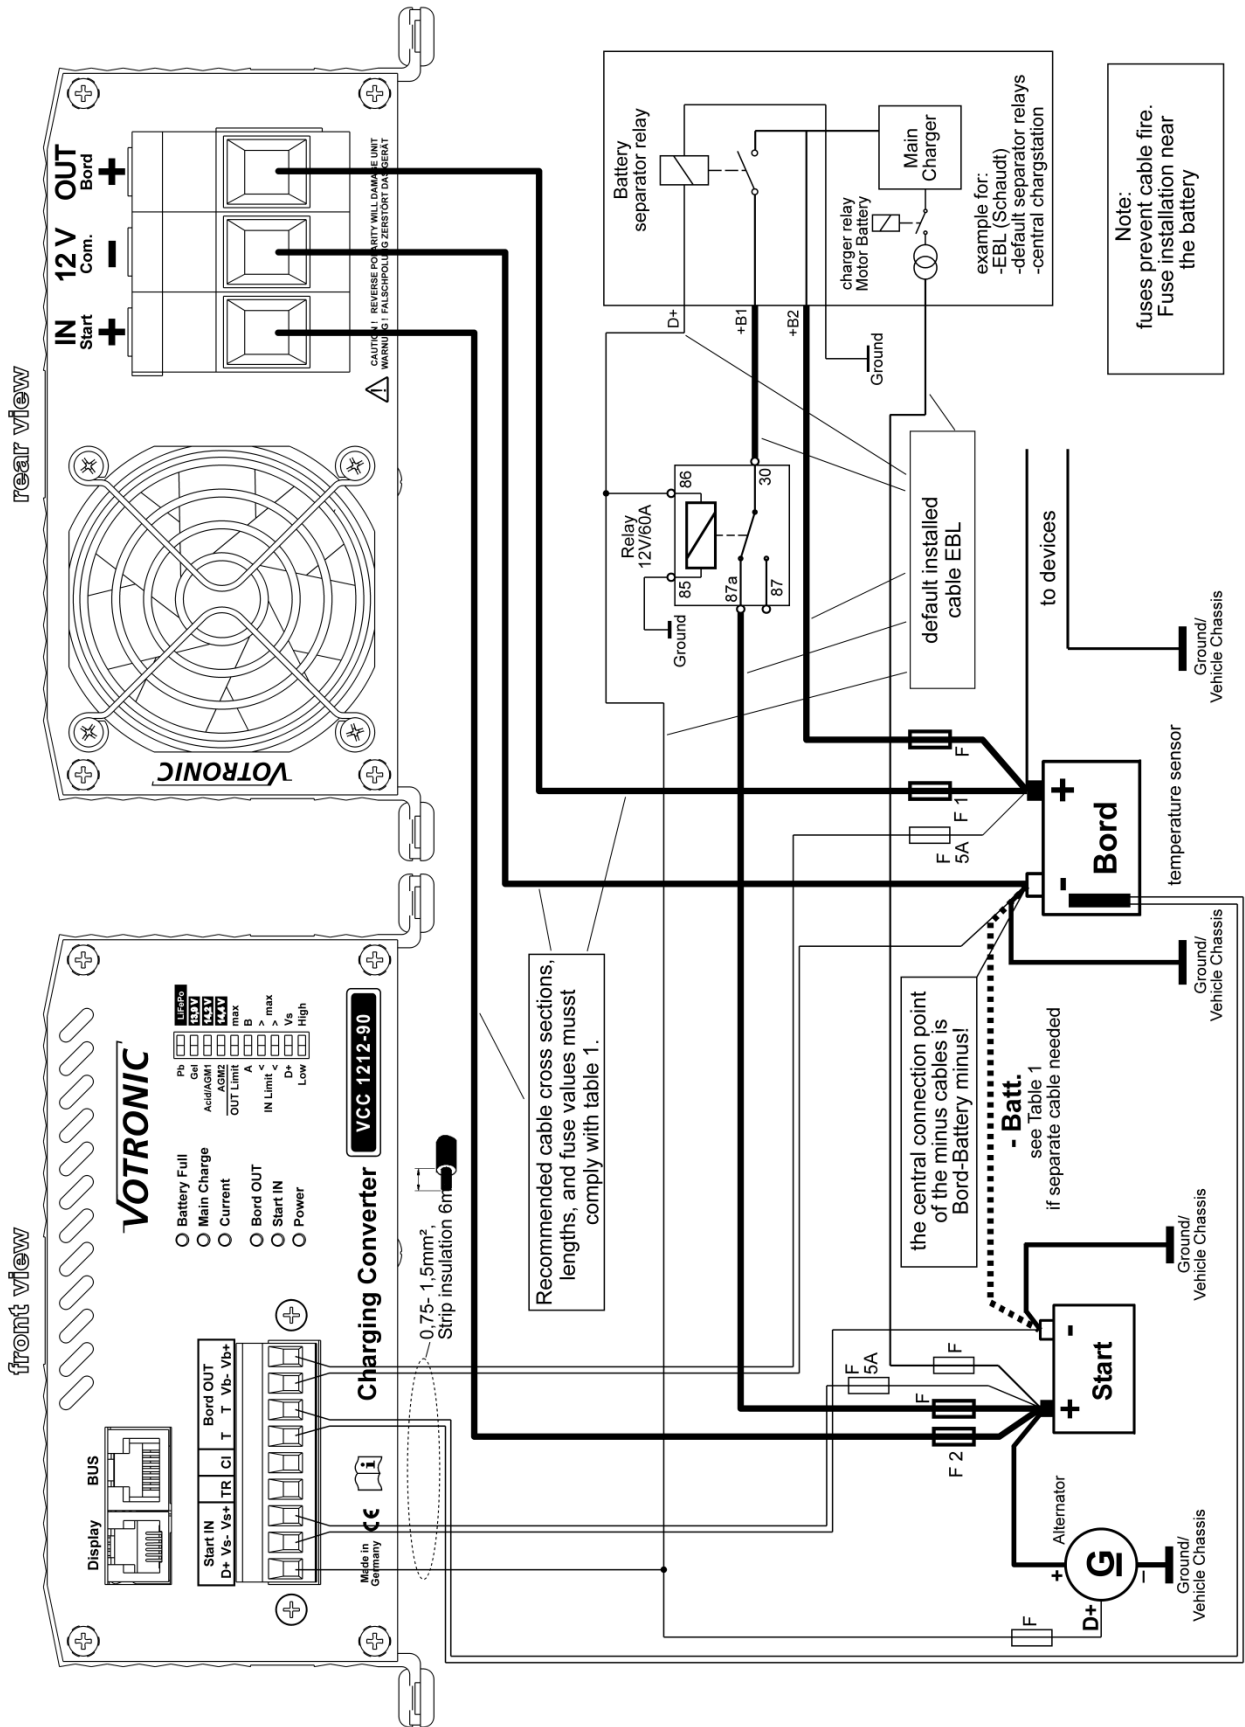 front view
rear view
Display
BUS
Start IN
Bord OUT
D+ Vs- Vs+
TR
CI
T
T
Vb-
Vb+
Made in
Germany
CE
i
Charging Converter
VCC 1212-90
VOTRONIC
Battery Full
Main Charge
Current
Bord OUT
Start IN
Power
Pb
LiFePo
Gel
13,9 V
Acid/AGM1
14,2 V
AGM2
14,4 V
OUT Limit
max
A
B
<
>
IN Limit
max
<
>
D+
Vs
Low
High
0,75- 1,5mm²,
Strip insulation 6m
VOTRONIC
IN
Start
+
12 V
Com.
-
OUT
Bord
+
CAUTION ! REVERSE POLARITY WILL DAMAGE UNIT
WARNUNG ! FALSCHPOLUNG ZERSTÖRT DAS GERÄT
Recommended cable cross sections,
lengths, and fuse values musst
comply with table 1.
Relay
12V/60A
85
86
87a
30
87
Ground
Battery
separator relay
D+
+B1
+B2
Ground
charger relay
Motor Battery
Main
Charger
example for:
-EBL (Schaudt)
-default separator relays
-central chargstation
default installed
cable EBL
Note:
fuses prevent cable fire.
Fuse installation near
the battery
to devices
Ground/
Vehicle Chassis
F
F 1
F
5A
-
+
Bord
temperature sensor
Ground/
Vehicle Chassis
the central connection point
of the minus cables is
Bord-Battery minus!
- Batt.
see Table 1
if separate cable needed
Ground/
Vehicle Chassis
F
5A
F
F
F 2
+
-
Start
Alternator
+
G
–
D+
F
Ground/
Vehicle Chassis